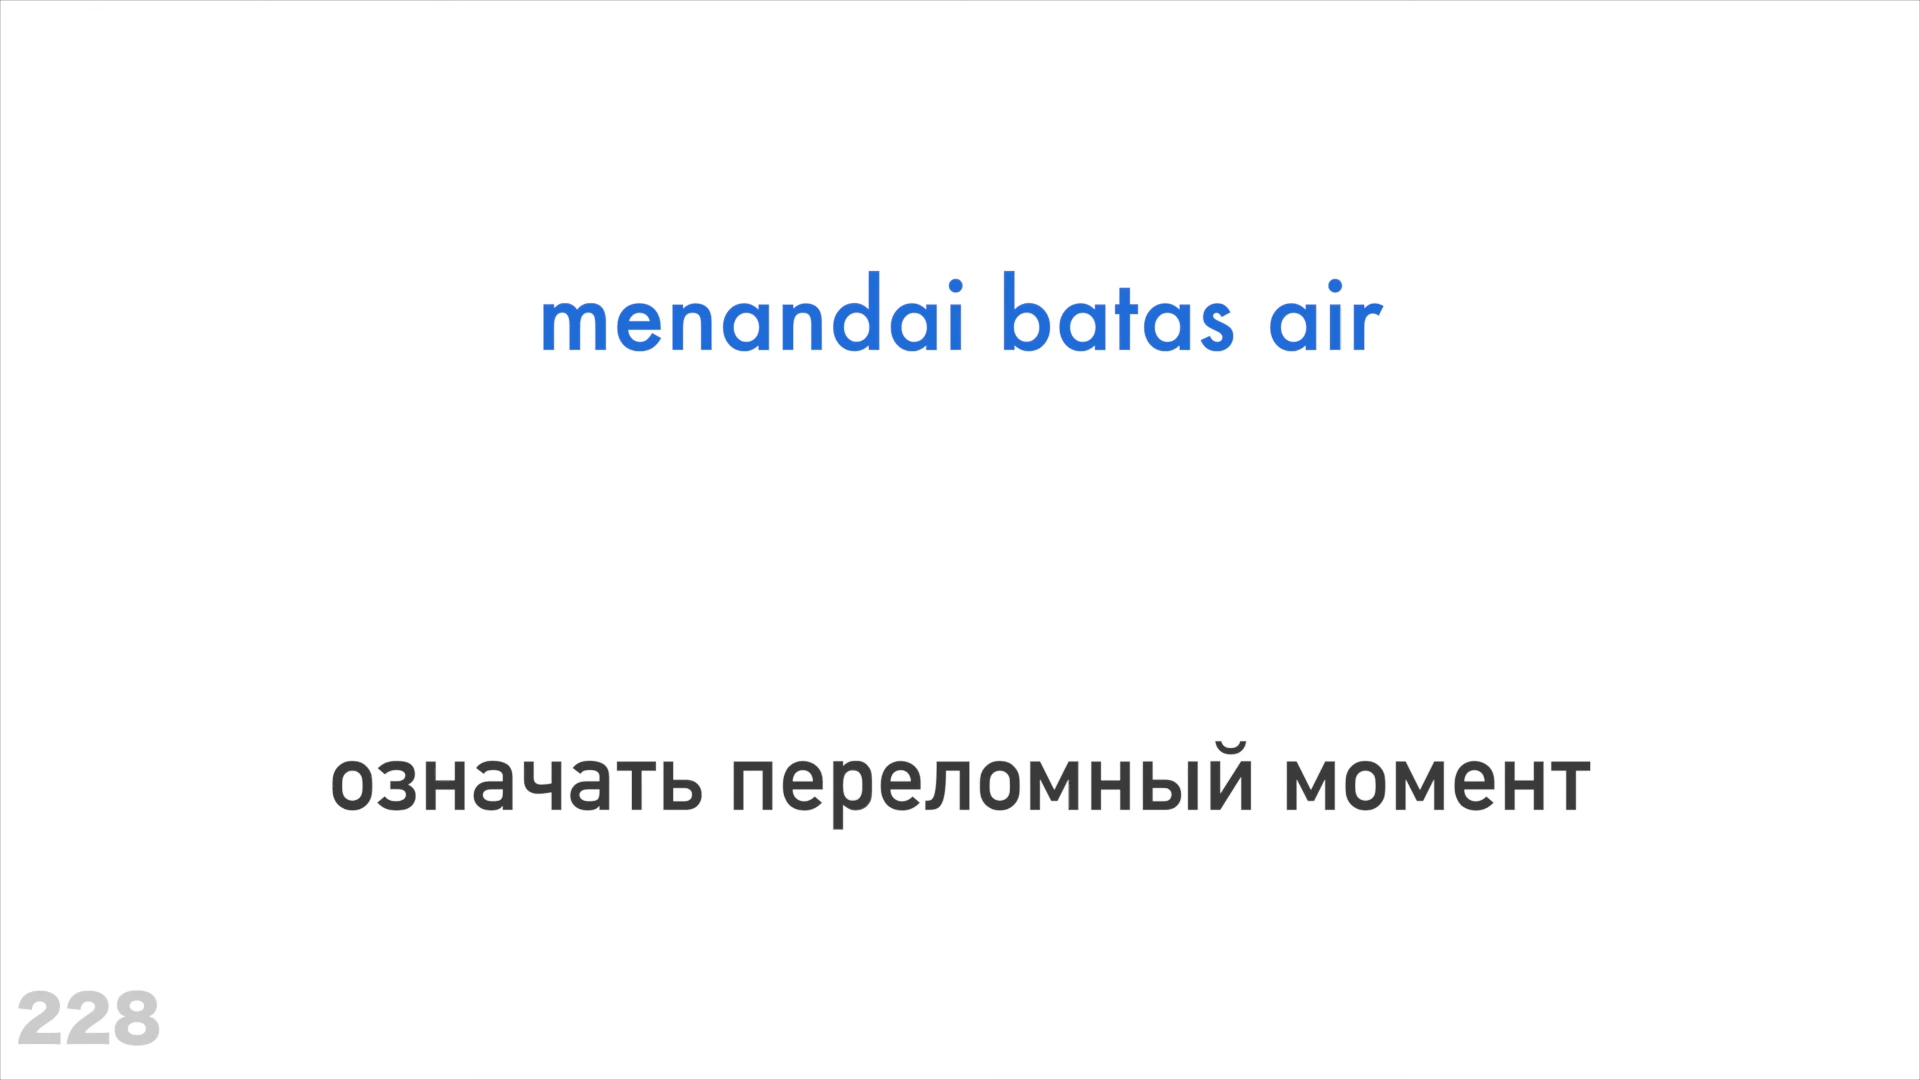 menandai batas air
означать переломный момент
228